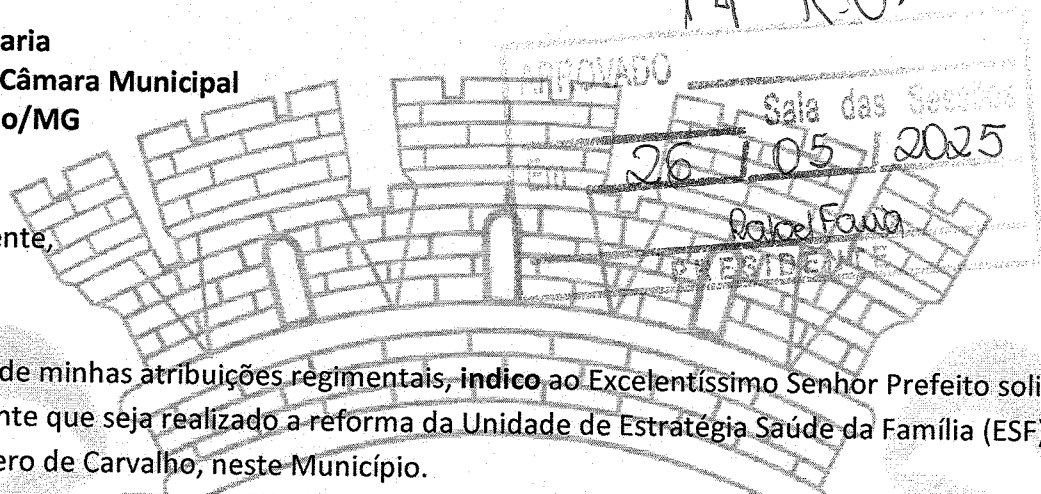 aria
APROVADO
Câmara Municipal
Sala das Sessões
o/MG
Em 26 / 05 / 2025
ente,
Rafael Faria
PRESIDENTE
de minhas atribuições regimentais, indico ao Excelentíssimo Senhor Prefeito soli
nte que seja realizado a reforma da Unidade de Estratégia Saúde da Família (ESF)
ero de Carvalho, neste Município.